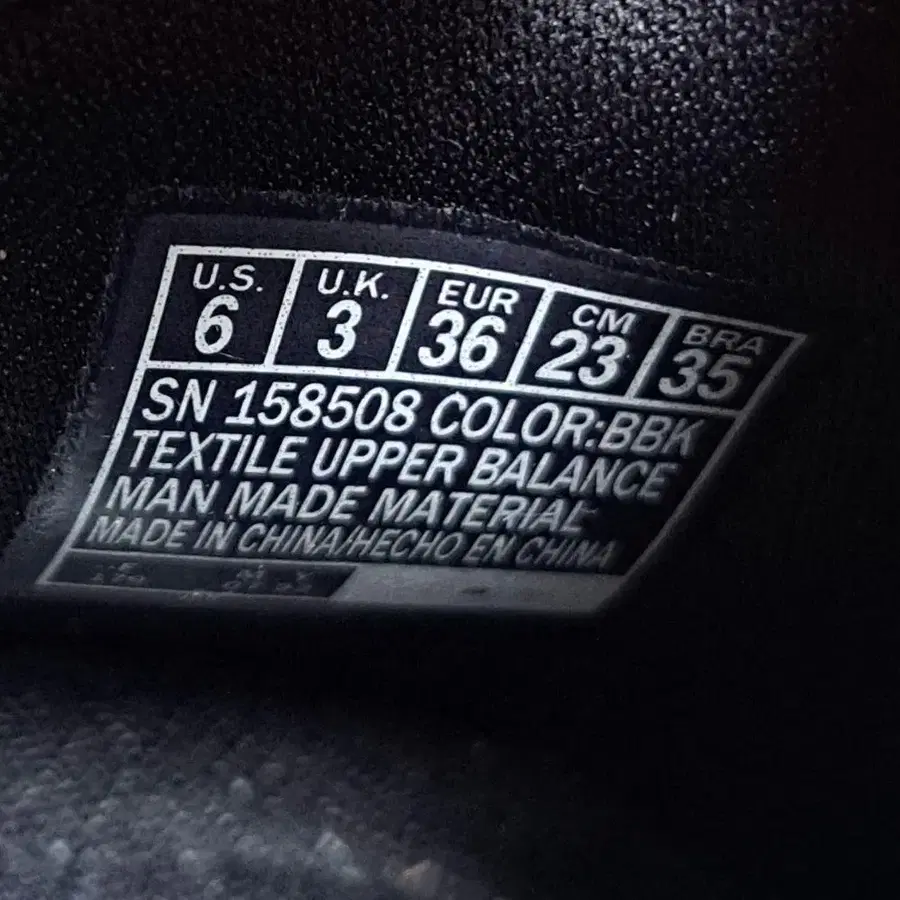 U.S. U.K. EUR CM BRA
6 3 36 23 35
SN 158508 COLOR:BBK
TEXTILE UPPER BALANCE
MAN MADE MATERIAL
MADE IN CHINA/HECHO EN CHINA